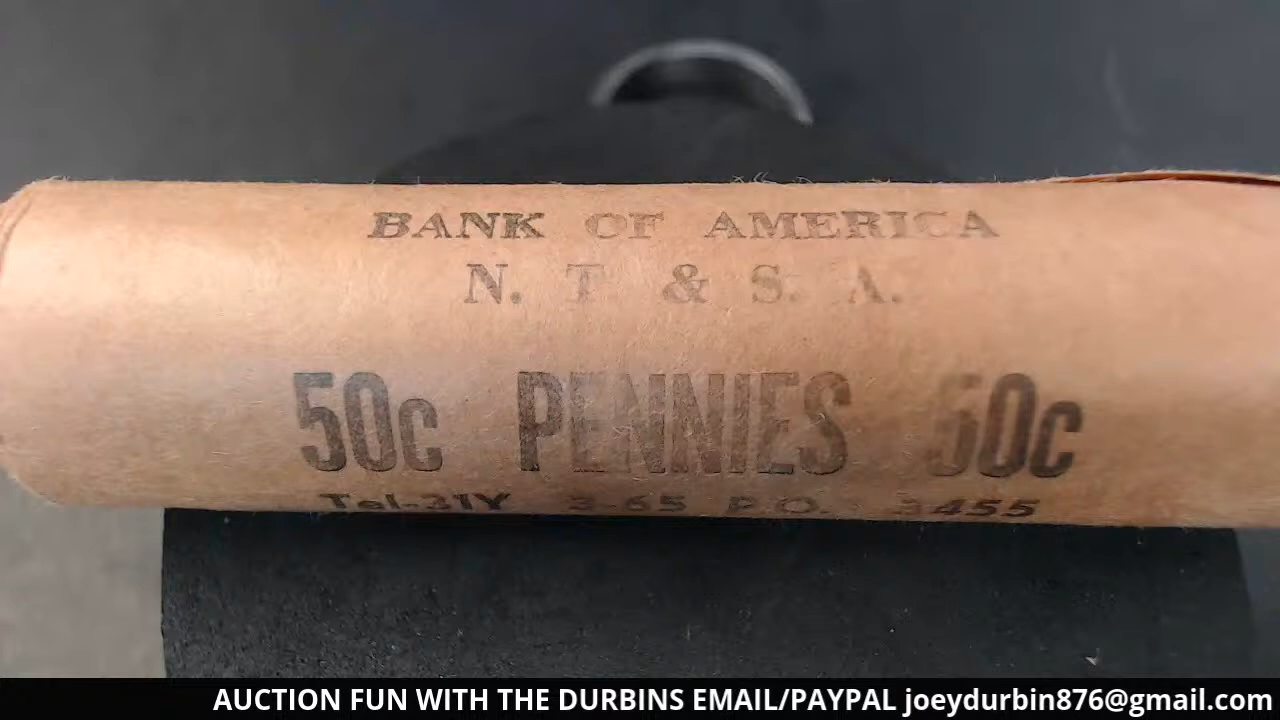 BANK OF AMERICA
N. T. & S. A.
50c PENNIES 50c
Tel-31Y 3-65 P.O. 3455
AUCTION FUN WITH THE DURBINS EMAIL/PAYPAL joeydurbin876@gmail.com